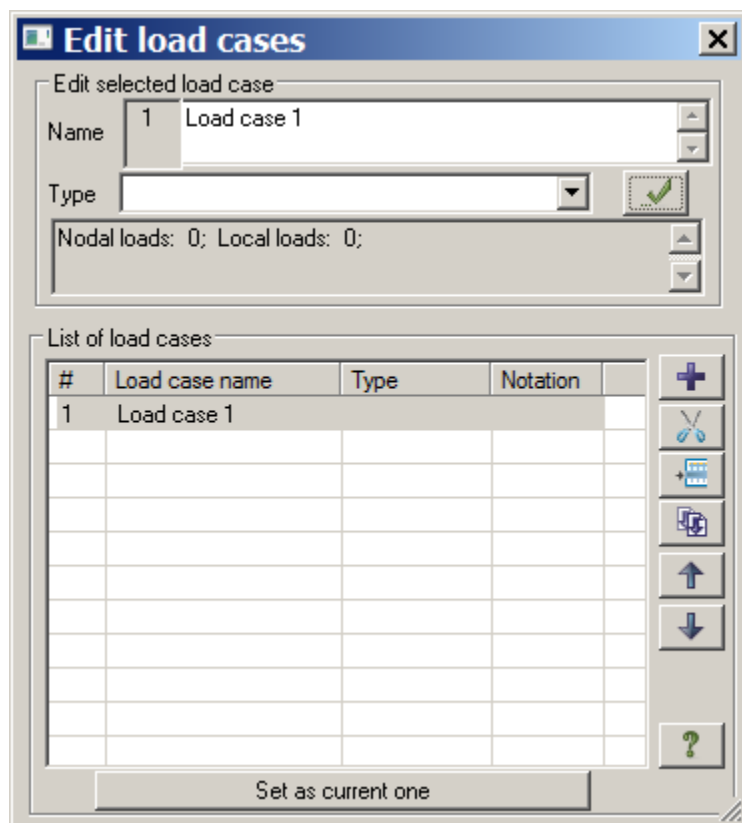 Edit load cases
Edit selected load case
Name 1 Load case 1
Type
Nodal loads: 0; Local loads: 0;
List of load cases
# Load case name Type Notation
1 Load case 1
Set as current one